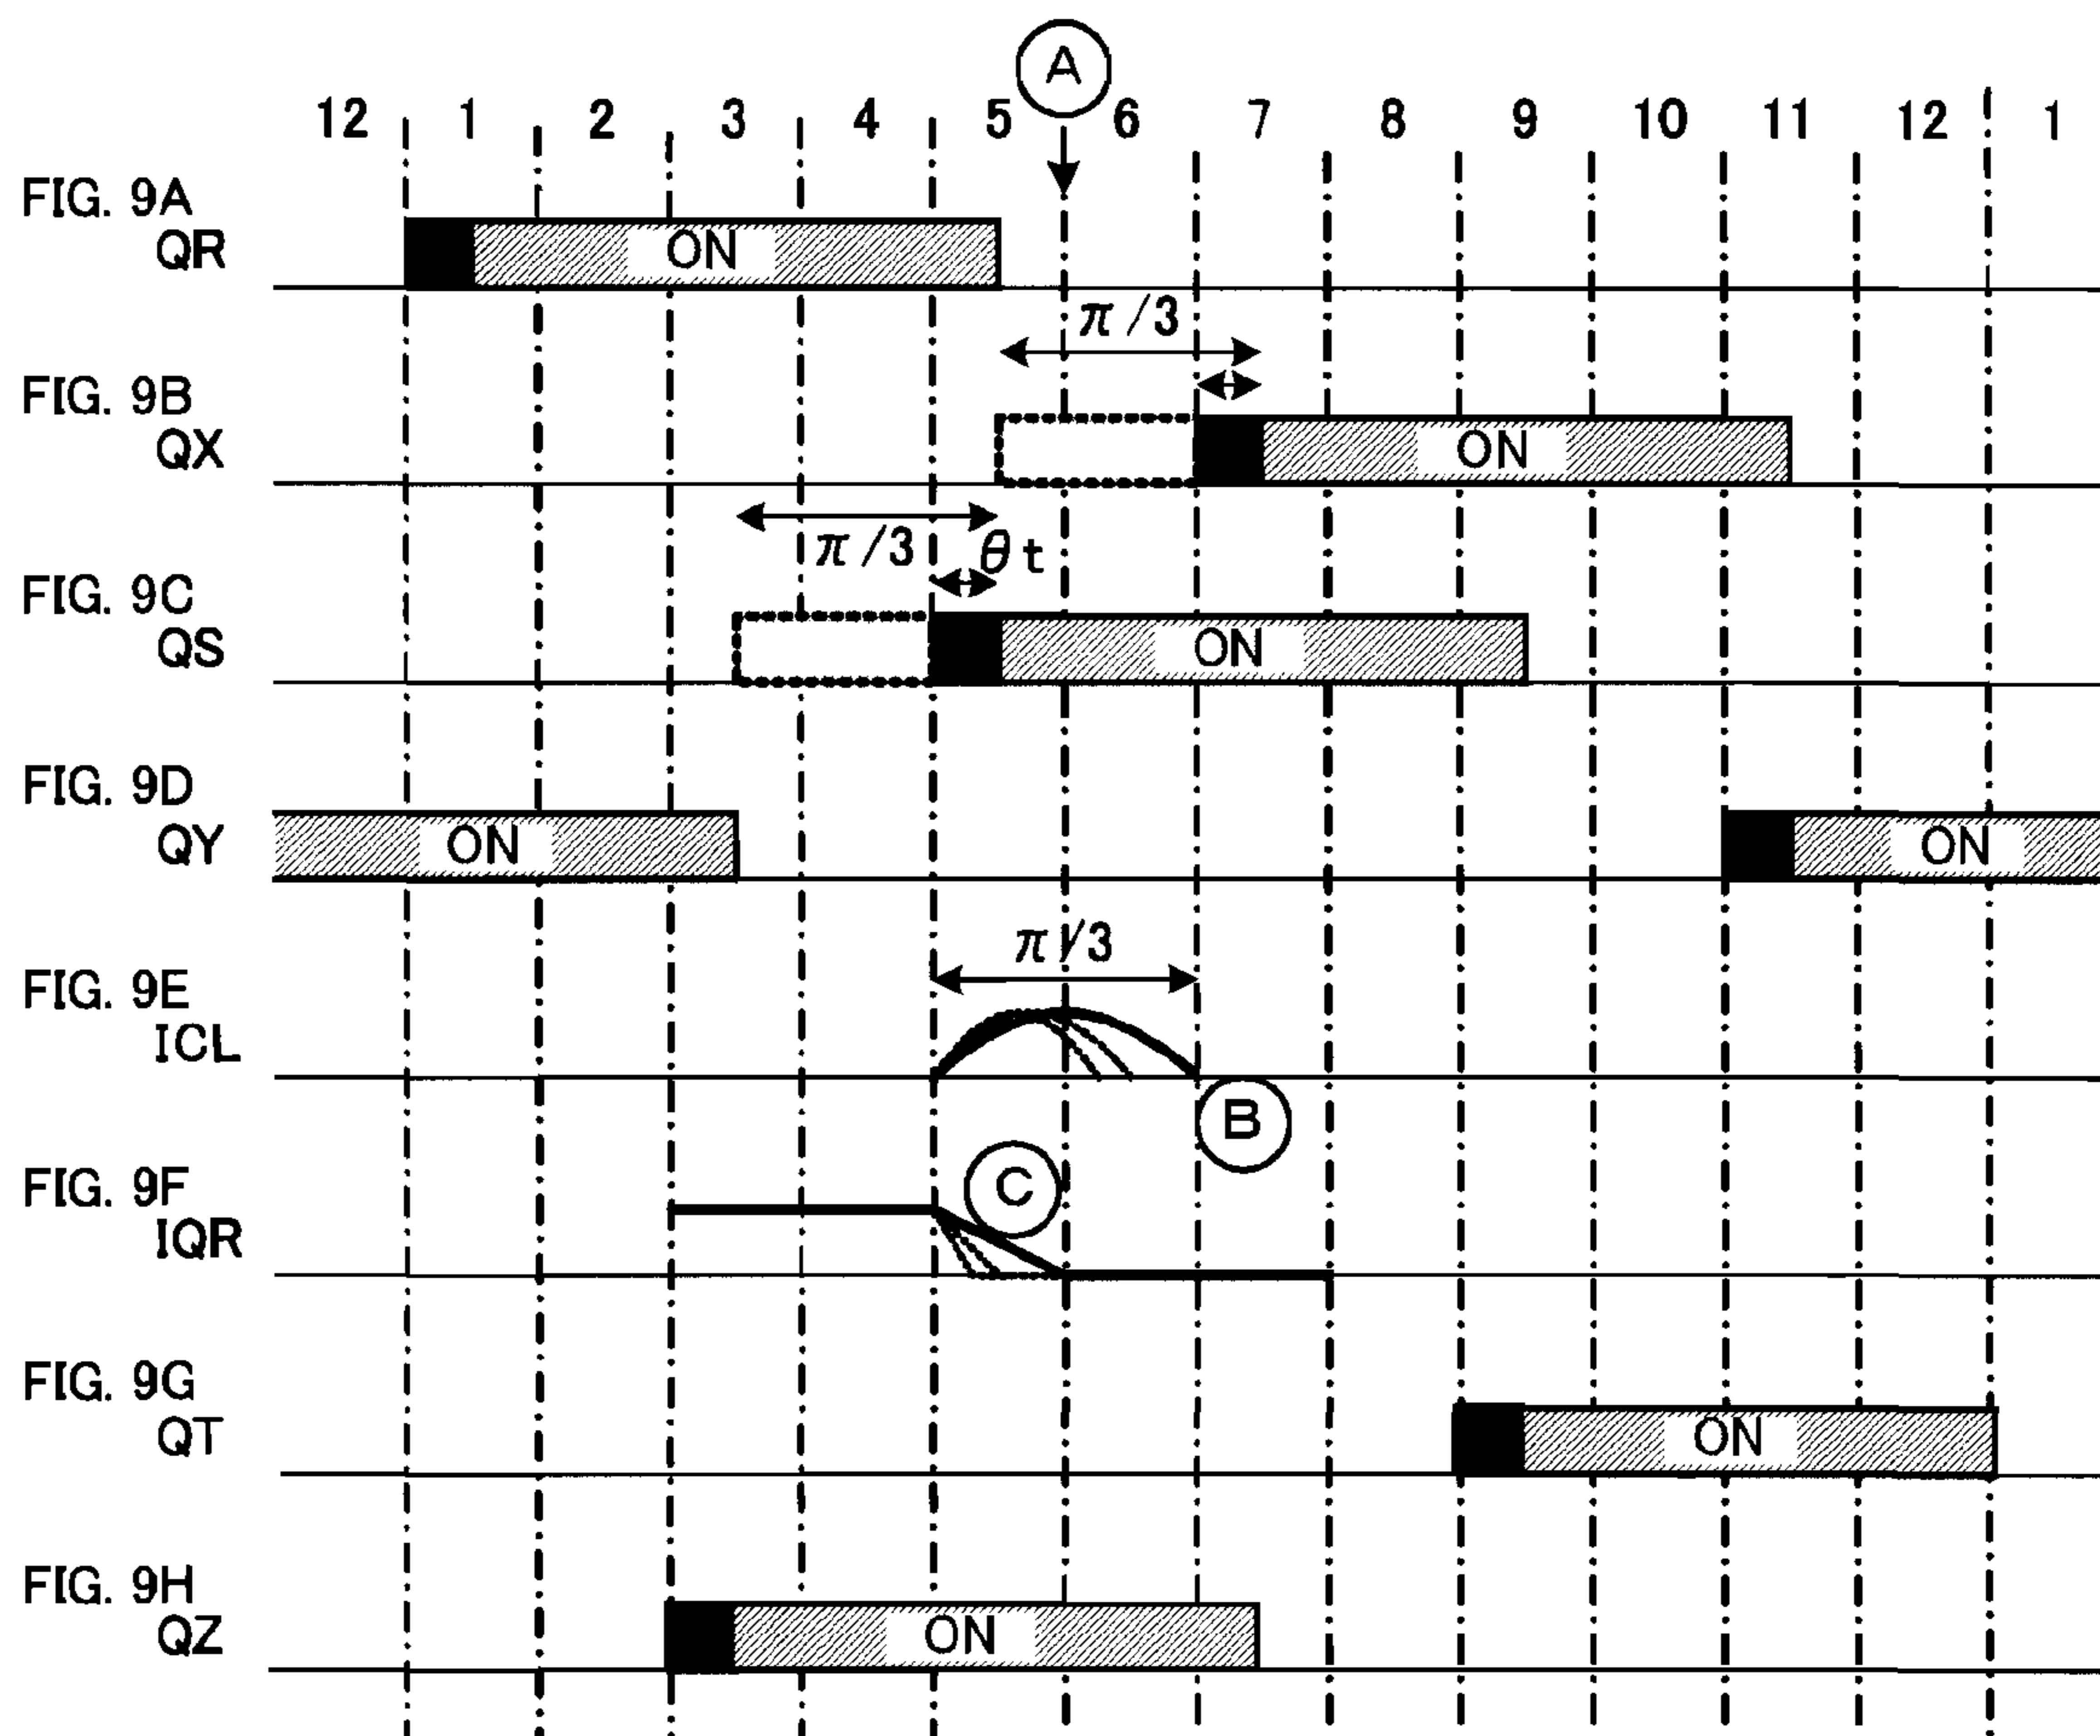 A
12 1 2 3 4 5 6 7 8 9 10 11 12 1
FIG. 9A
QR
ON
π/3
FIG. 9B
QX
ON
π/3
θt
FIG. 9C
QS
ON
FIG. 9D
QY
ON
ON
π/3
FIG. 9E
ICL
B
C
FIG. 9F
IQR
FIG. 9G
QT
ON
FIG. 9H
QZ
ON